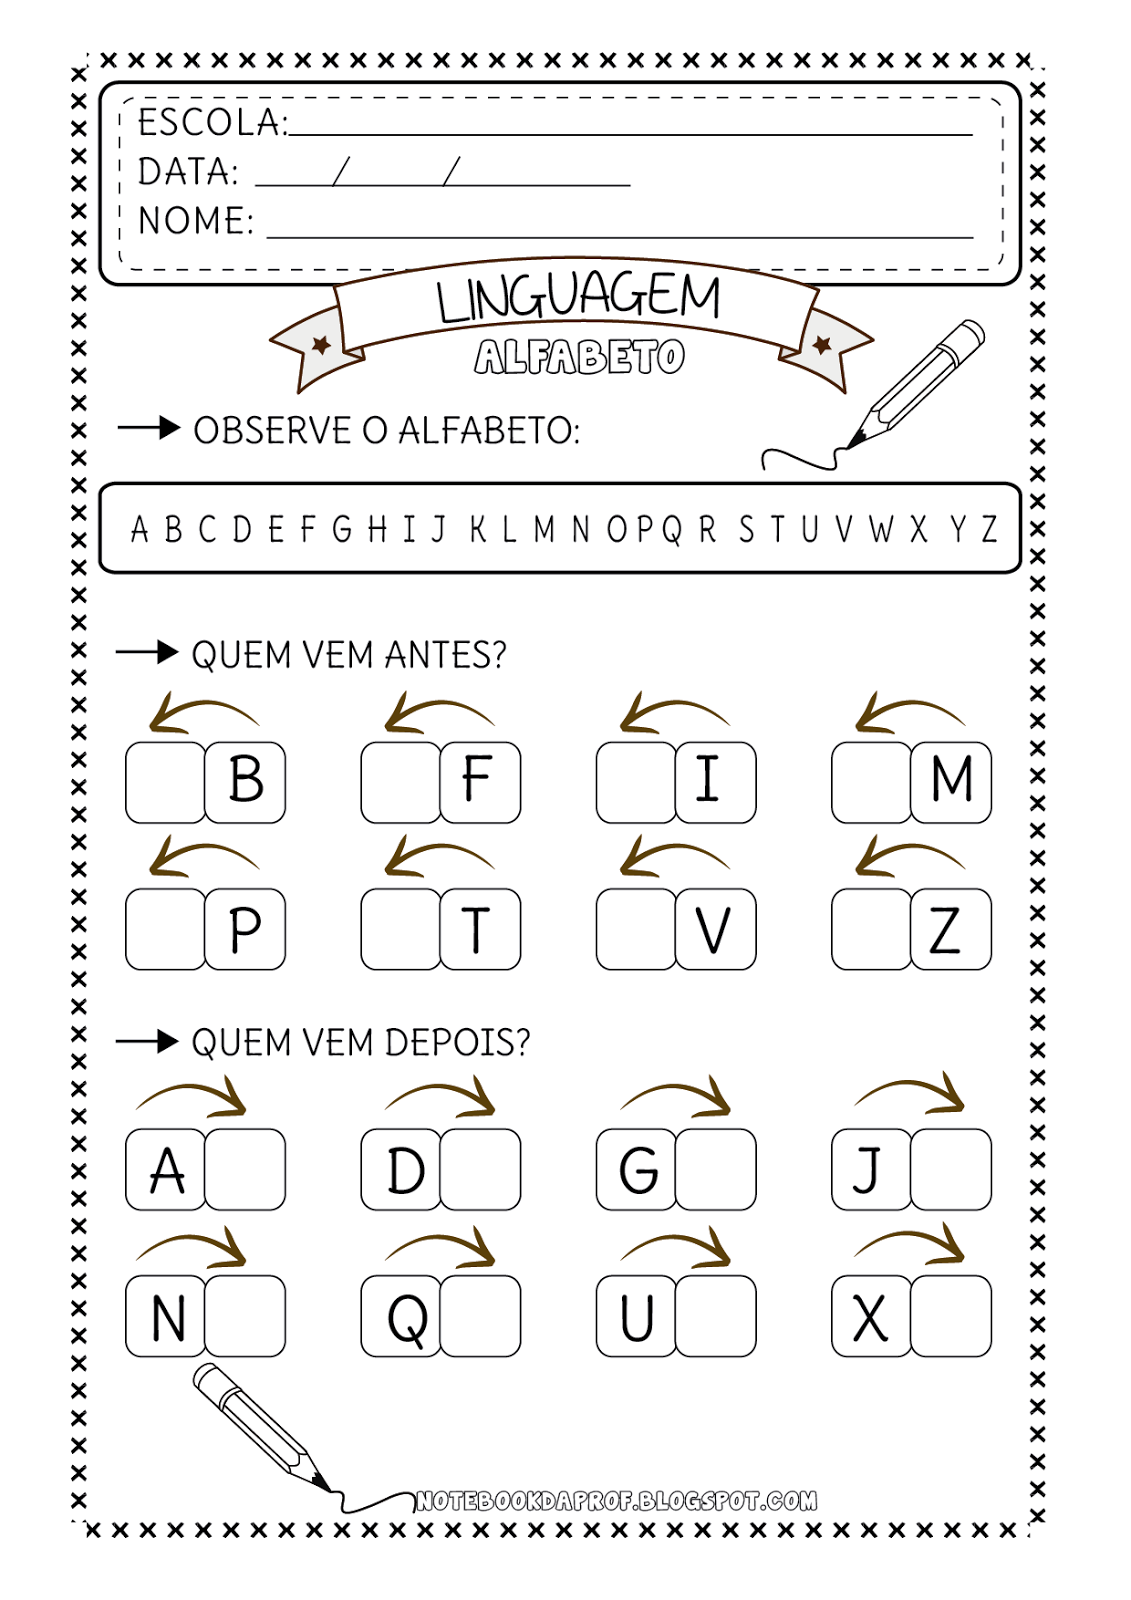 ESCOLA:
DATA: / /
NOME:
LINGUAGEM
ALFABETO
OBSERVE O ALFABETO:
A B C D E F G H I J K L M N O P Q R S T U V W X Y Z
QUEM VEM ANTES?
B F I M
P T V Z
QUEM VEM DEPOIS?
A D G J
N Q U X
NOTEBOOKDAPROF.BLOGSPOT.COM